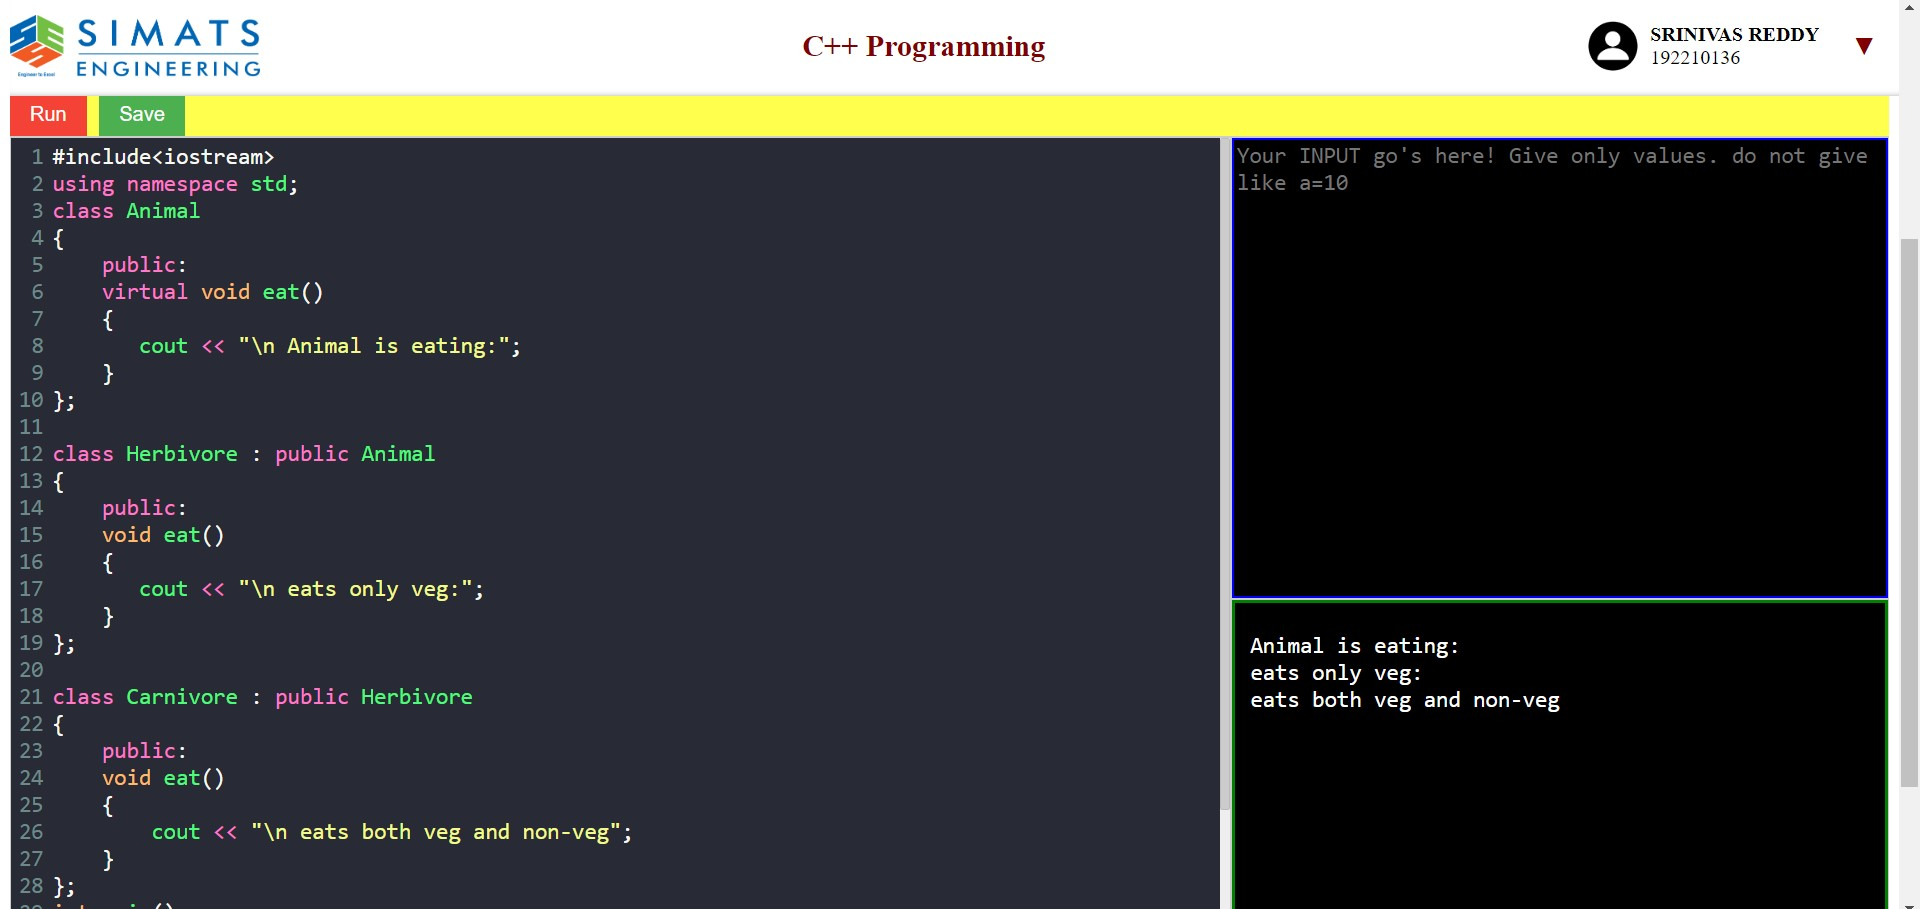 SIMATS
ENGINEERING
Engineer to Excel
C++ Programming
SRINIVAS REDDY
192210136
▼
Run Save
1 #include<iostream>
2 using namespace std;
3 class Animal
4 {
5     public:
6     virtual void eat()
7     {
8        cout << "\n Animal is eating:";
9     }
10 };
11
12 class Herbivore : public Animal
13 {
14     public:
15     void eat()
16     {
17        cout << "\n eats only veg:";
18     }
19 };
20
21 class Carnivore : public Herbivore
22 {
23     public:
24     void eat()
25     {
26         cout << "\n eats both veg and non-veg";
27     }
28 };
Your INPUT go's here! Give only values. do not give
like a=10
Animal is eating:
eats only veg:
eats both veg and non-veg